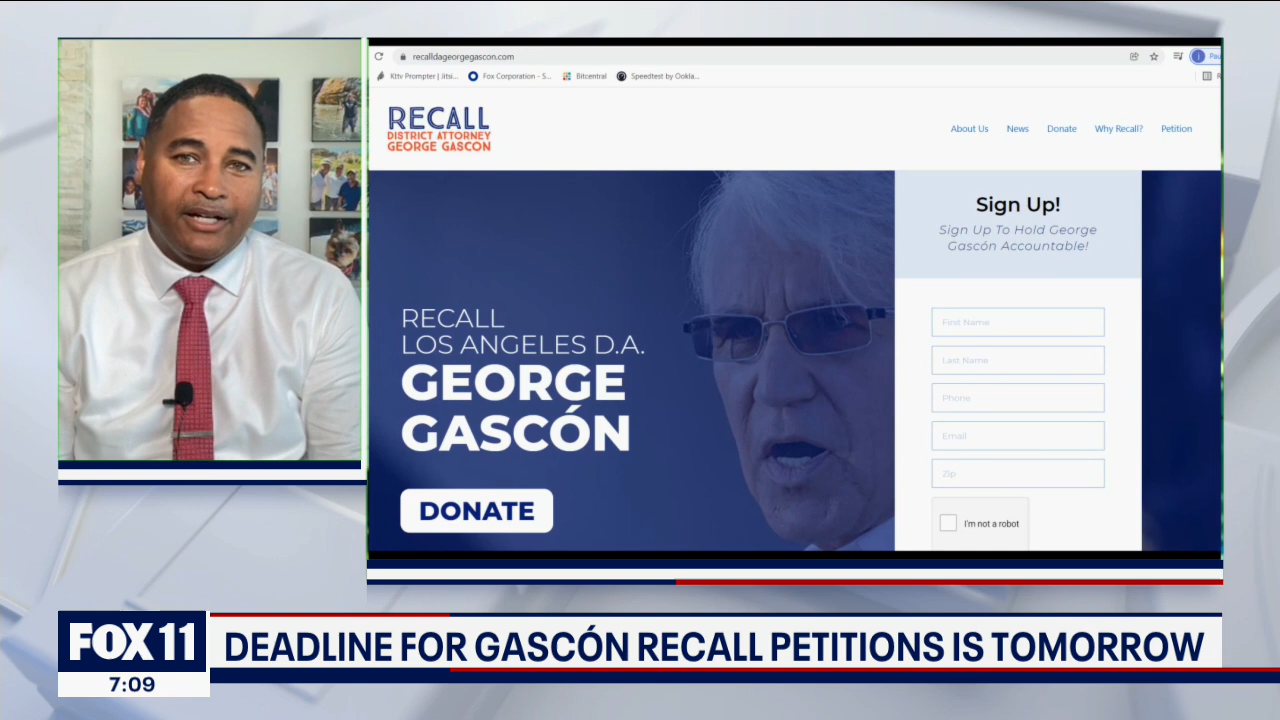 recalldageorgegascon.com
Kttv Prompter | Jitsi...
Fox Corporation - S...
Bitcentral
Speedtest by Ookla...
RECALL
DISTRICT ATTORNEY
GEORGE GASCON
About Us
News
Donate
Why Recall?
Petition
RECALL
LOS ANGELES D.A.
GEORGE
GASCÓN
DONATE
Sign Up!
Sign Up To Hold George
Gascón Accountable!
First Name
Last Name
Phone
Email
Zip
I'm not a robot
FOX 11
7:09
DEADLINE FOR GASCÓN RECALL PETITIONS IS TOMORROW